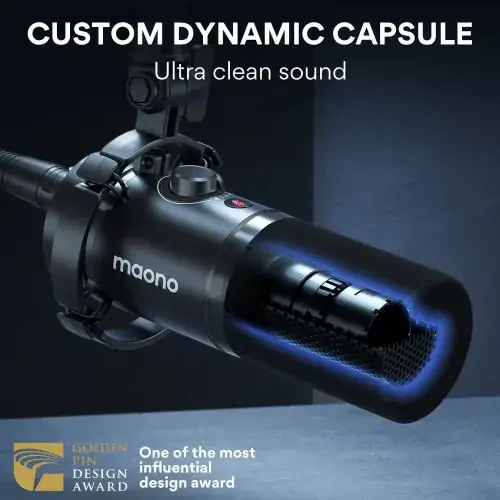 CUSTOM DYNAMIC CAPSULE
Ultra clean sound
maono
GOLDEN
PIN
DESIGN
AWARD
One of the most
influential
design award